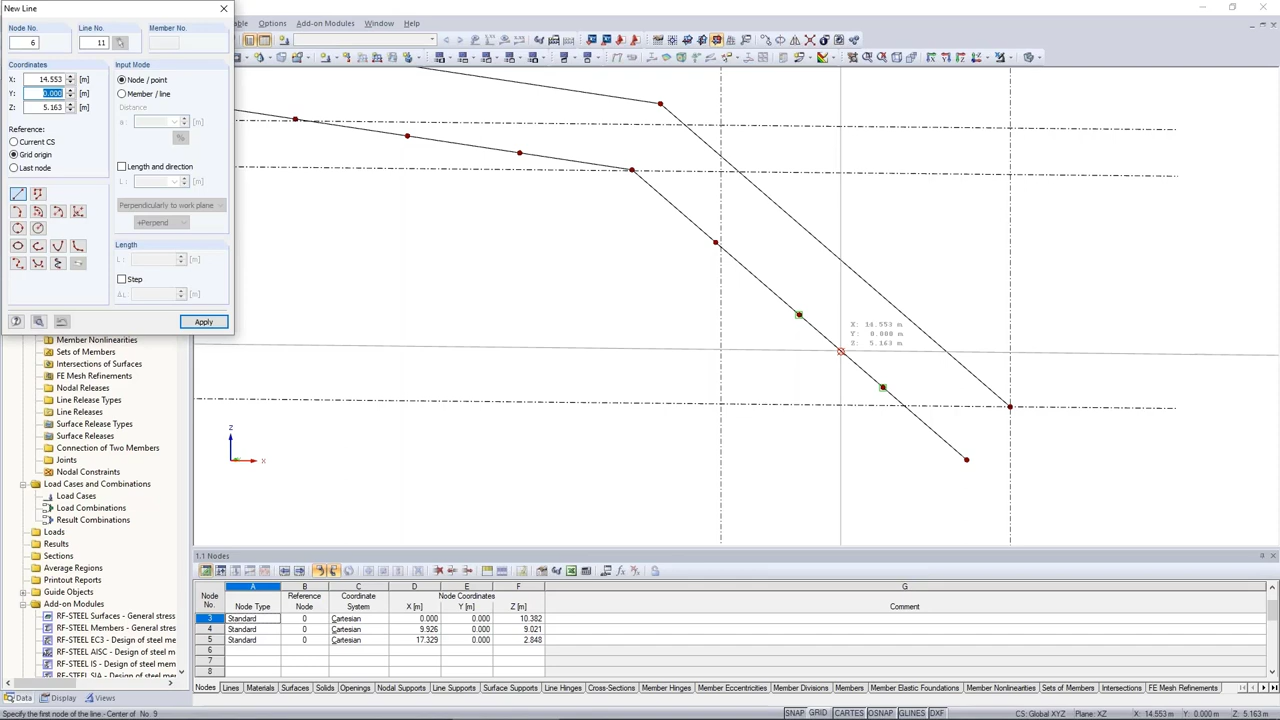 New Line
able Options Add-on Modules Window Help
Node No. Line No. Member No.
6 11
Coordinates Input Mode
X: 14.553 [m] Node / point
Y: 0.000 [m] Member / line
Z: 5.163 [m] Distance
a : [m]
Reference:
Current CS
Grid origin
Last node
Length and direction
L : [m]
Perpendicularly to work plane
+Perpend
Length
L : [m]
Step
ΔL: [m]
Apply
X: 14.553 m
Y: 0.000 m
Z: 5.163 m
Member Nonlinearities
Sets of Members
Intersections of Surfaces
FE Mesh Refinements
Nodal Releases
Line Release Types
Line Releases
Surface Release Types
Surface Releases
Connection of Two Members
Joints
Nodal Constraints
Load Cases and Combinations
Load Cases
Load Combinations
Result Combinations
Loads
Results
Sections
Average Regions
Printout Reports
Guide Objects
Add-on Modules
RF-STEEL Surfaces - General stress
RF-STEEL Members - General stress
RF-STEEL EC3 - Design of steel me
RF-STEEL AISC - Design of steel m
RF-STEEL IS - Design of steel mem
RF-STEEL SIA - Design of steel mem
Data Display Views
z
x
1.1 Nodes
A B C D E F G
Node Reference Coordinate Node Coordinates
No. Node Type Node System X [m] Y [m] Z [m] Comment
3 Standard 0 Cartesian 0.000 0.000 10.382
4 Standard 0 Cartesian 9.926 0.000 9.021
5 Standard 0 Cartesian 17.329 0.000 2.848
6
7
8
Nodes Lines Materials Surfaces Solids Openings Nodal Supports Line Supports Surface Supports Line Hinges Cross-Sections Member Hinges Member Eccentricities Member Divisions Members Member Elastic Foundations Member Nonlinearities Sets of Members Intersections FE Mesh Refinements
Specify the first node of the line.- Center of No. 9 SNAP GRID CARTES OSNAP GLINES DXF CS: Global XYZ Plane: XZ X: 14.553 m Y: 0.000 m Z: 5.163 m